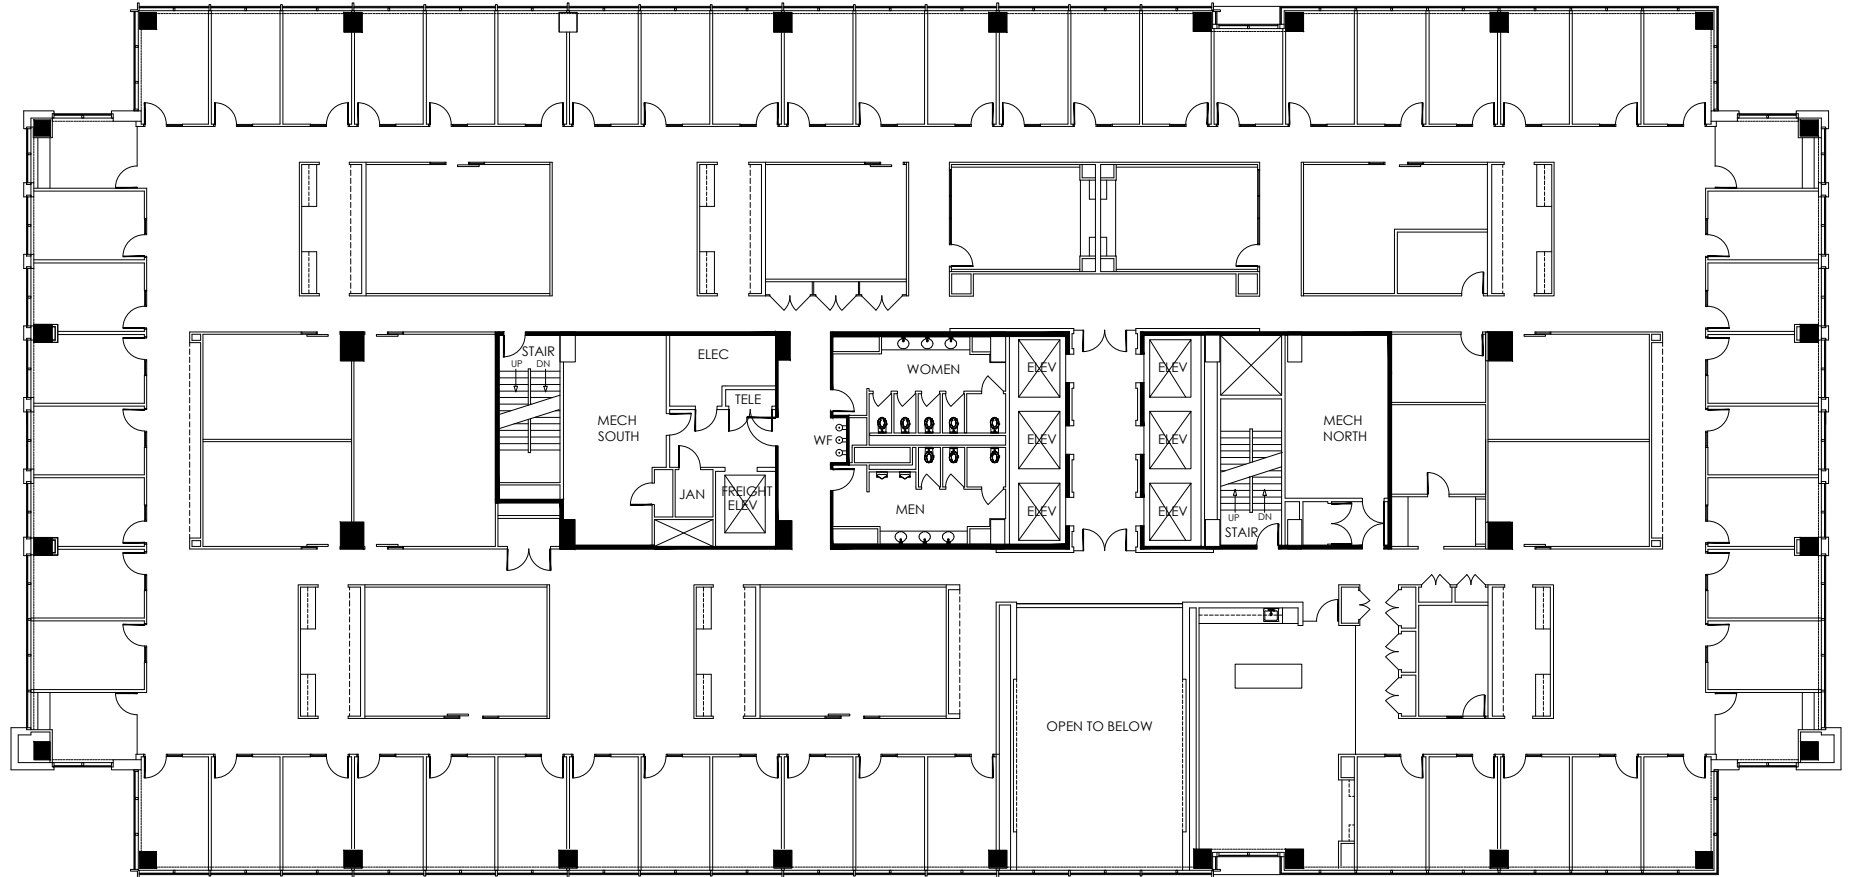 STAIR
UP DN
ELEC
TELE
MECH
SOUTH
JAN
FREIGHT
ELEV
WOMEN
WF
MEN
ELEV
ELEV
ELEV
ELEV
ELEV
ELEV
MECH
NORTH
UP DN
STAIR
OPEN TO BELOW